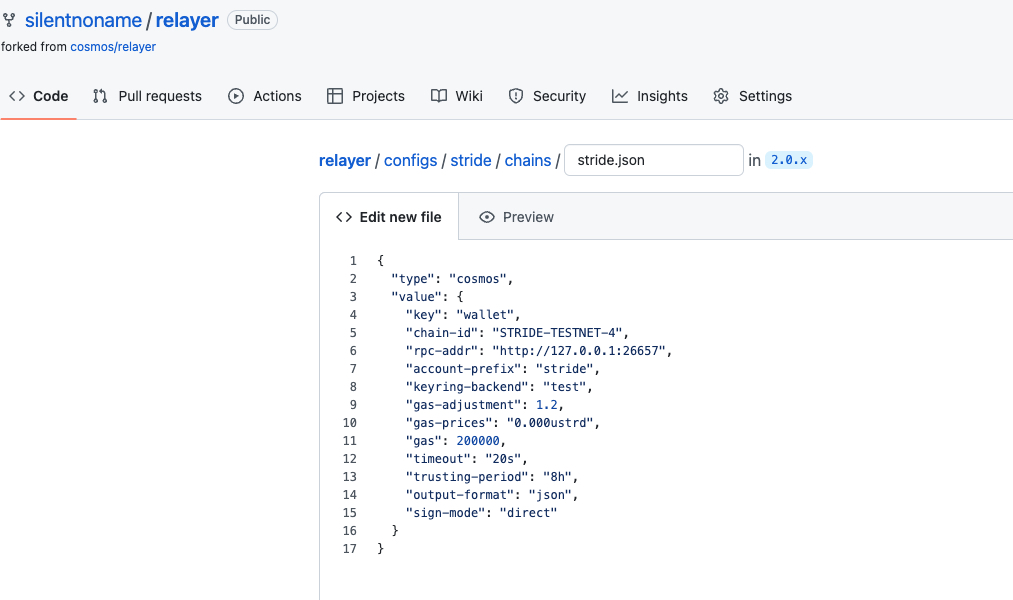 silentnoname / relayer Public
forked from cosmos/relayer
Code Pull requests Actions Projects Wiki Security Insights Settings
relayer / configs / stride / chains / stride.json in 2.0.x
<> Edit new file Preview
1 {
2 "type": "cosmos",
3 "value": {
4 "key": "wallet",
5 "chain-id": "STRIDE-TESTNET-4",
6 "rpc-addr": "http://127.0.0.1:26657",
7 "account-prefix": "stride",
8 "keyring-backend": "test",
9 "gas-adjustment": 1.2,
10 "gas-prices": "0.000ustrd",
11 "gas": 200000,
12 "timeout": "20s",
13 "trusting-period": "8h",
14 "output-format": "json",
15 "sign-mode": "direct"
16 }
17 }